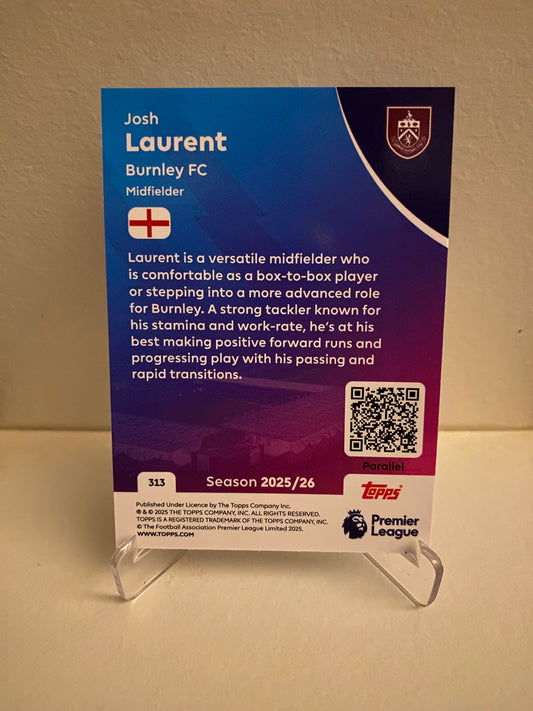 Josh
Laurent
Burnley FC
Midfielder
Laurent is a versatile midfielder who
is comfortable as a box-to-box player
or stepping into a more advanced role
for Burnley. A strong tackler known for
his stamina and work-rate, he's at his
best making positive forward runs and
progressing play with his passing and
rapid transitions.
Parallel
313
Season 2025/26
Topps
Published Under Licence by The Topps Company Inc.
® & © 2025 THE TOPPS COMPANY, INC. ALL RIGHTS RESERVED.
TOPPS IS A REGISTERED TRADEMARK OF THE TOPPS COMPANY, INC.
© The Football Association Premier League Limited 2025.
WWW.TOPPS.COM
Premier
League